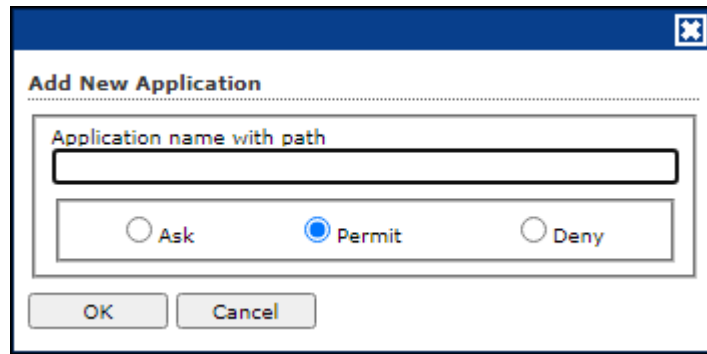 Add New Application
Application name with path
Ask Permit Deny
OK Cancel